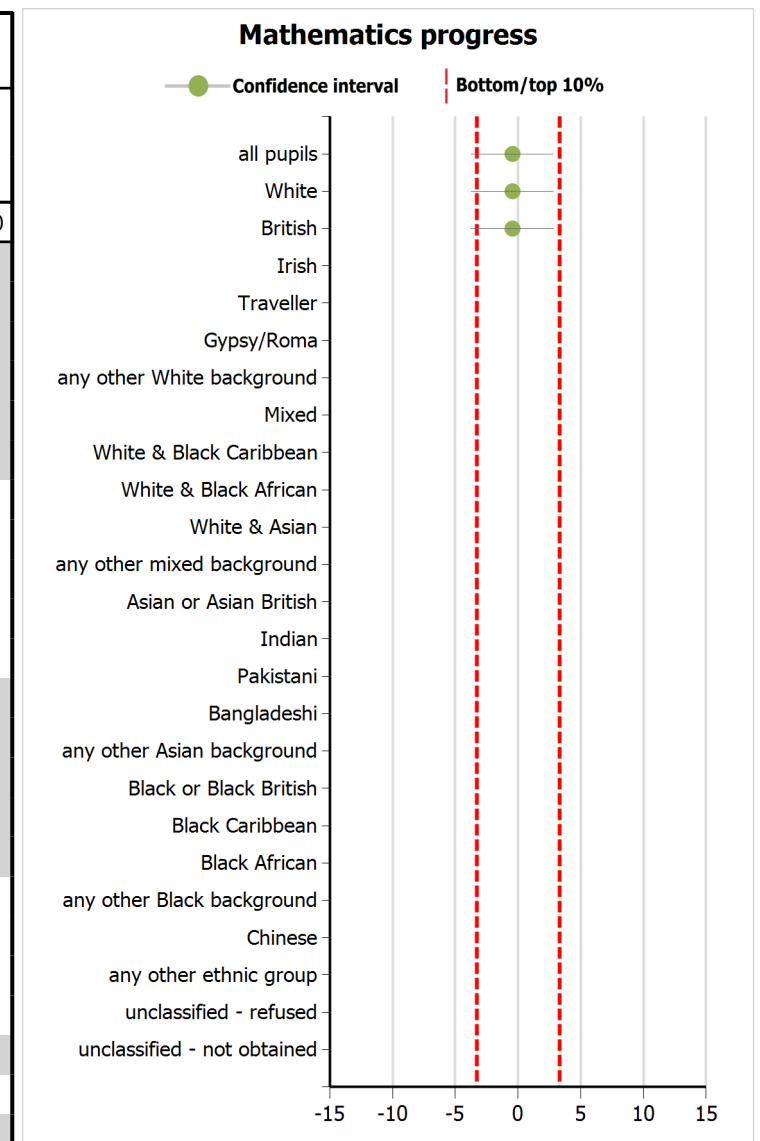 Mathematics progress
Confidence interval Bottom/top 10%
all pupils
White
British
Irish
Traveller
Gypsy/Roma
any other White background
Mixed
White & Black Caribbean
White & Black African
White & Asian
any other mixed background
Asian or Asian British
Indian
Pakistani
Bangladeshi
any other Asian background
Black or Black British
Black Caribbean
Black African
any other Black background
Chinese
any other ethnic group
unclassified - refused
unclassified - not obtained
-15 -10 -5 0 5 10 15